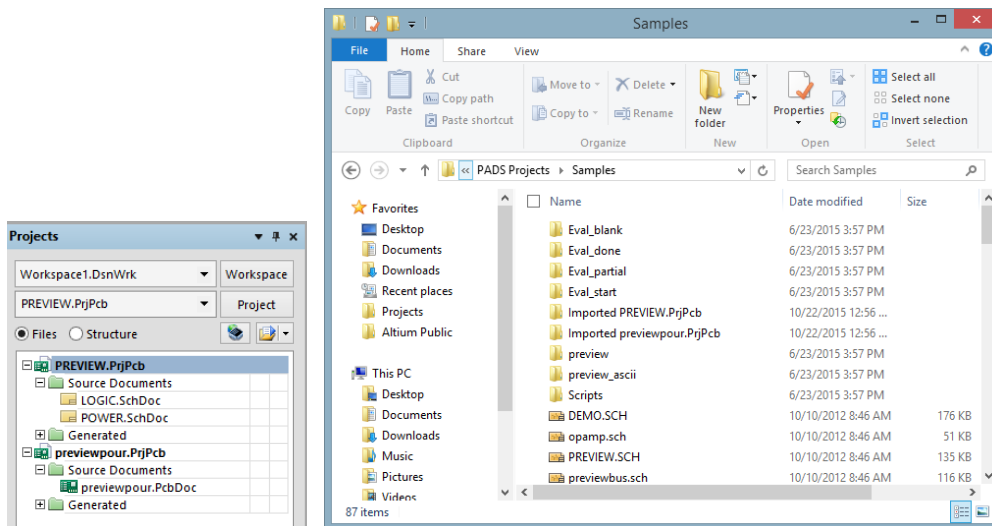 Projects
Workspace1.DsnWrk
Workspace
PREVIEW.PrjPcb
Project
Files Structure
PREVIEW.PrjPcb
Source Documents
LOGIC.SchDoc
POWER.SchDoc
Generated
previewpour.PrjPcb
Source Documents
previewpour.PcbDoc
Generated
Samples
File Home Share View
Copy
Paste
Cut
Copy path
Paste shortcut
Clipboard
Move to
Copy to
Delete
Rename
Organize
New folder
New
Properties
Open
Select all
Select none
Invert selection
Select
« PADS Projects Samples
Search Samples
Favorites
Desktop
Documents
Downloads
Recent places
Projects
Altium Public
This PC
Desktop
Documents
Downloads
Music
Pictures
Videos
Name Date modified Size
Eval_blank 6/23/2015 3:57 PM
Eval_done 6/23/2015 3:57 PM
Eval_partial 6/23/2015 3:57 PM
Eval_start 6/23/2015 3:57 PM
Imported PREVIEW.PrjPcb 10/22/2015 12:56 ...
Imported previewpour.PrjPcb 10/22/2015 12:56 ...
preview 6/23/2015 3:57 PM
preview_ascii 6/23/2015 3:57 PM
Scripts 6/23/2015 3:57 PM
DEMO.SCH 10/10/2012 8:46 AM 176 KB
opamp.sch 10/10/2012 8:46 AM 51 KB
PREVIEW.SCH 10/10/2012 8:46 AM 135 KB
previewbus.sch 10/10/2012 8:46 AM 116 KB
87 items